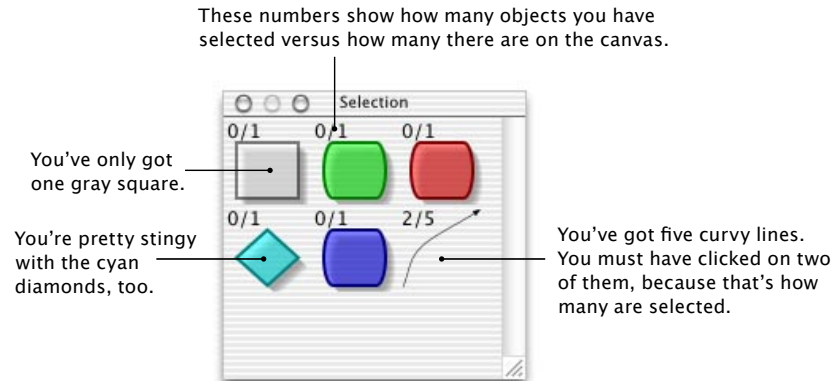 These numbers show how many objects you have
selected versus how many there are on the canvas.
Selection
0/1 0/1 0/1
You've only got
one gray square.
0/1 0/1 2/5
You're pretty stingy
with the cyan
diamonds, too.
You've got five curvy lines.
You must have clicked on two
of them, because that's how
many are selected.